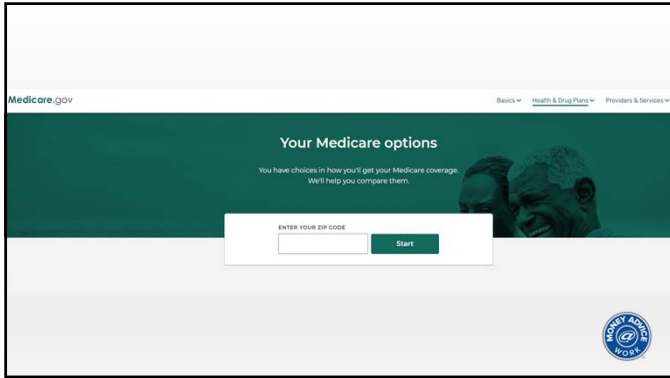 Medicare.gov
Basics Health & Drug Plans Providers & Services
Your Medicare options
You have choices in how you'll get your Medicare coverage.
We'll help you compare them.
ENTER YOUR ZIP CODE
Start
MONEY ADVICE
@
WORK